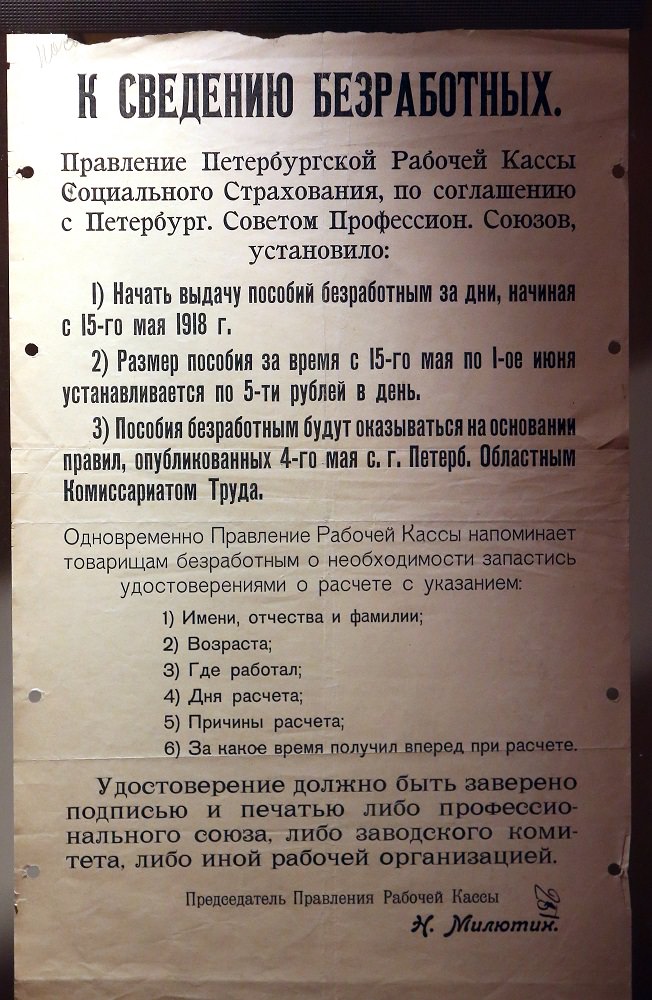 К СВЕДЕНИЮ БЕЗРАБОТНЫХ.
Правление Петербургской Рабочей Кассы
Социального Страхования, по соглашению
с Петербург. Советом Профессион. Союзов,
установило:
1) Начать выдачу пособий безработным за дни, начиная
с 15-го мая 1918 г.
2) Размер пособия за время с 15-го мая по 1-ое июня
устанавливается по 5-ти рублей в день.
3) Пособия безработным будут оказываться на основании
правил, опубликованных 4-го мая с. г. Петерб. Областным
Комиссариатом Труда.
Одновременно Правление Рабочей Кассы напоминает
товарищам безработным о необходимости запастись
удостоверениями о расчете с указанием:
1) Имени, отчества и фамилии;
2) Возраста;
3) Где работал;
4) Дня расчета;
5) Причины расчета;
6) За какое время получил вперед при расчете.
Удостоверение должно быть заверено
подписью и печатью либо профессио-
нального союза, либо заводского коми-
тета, либо иной рабочей организацией.
Председатель Правления Рабочей Кассы
Н. Милютин.